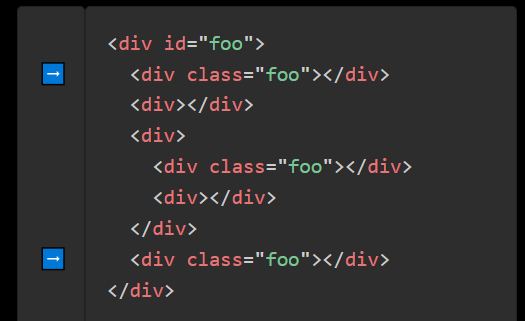 <div id="foo">
➡ <div class="foo"></div>
<div></div>
<div>
<div class="foo"></div>
<div></div>
</div>
➡ <div class="foo"></div>
</div>